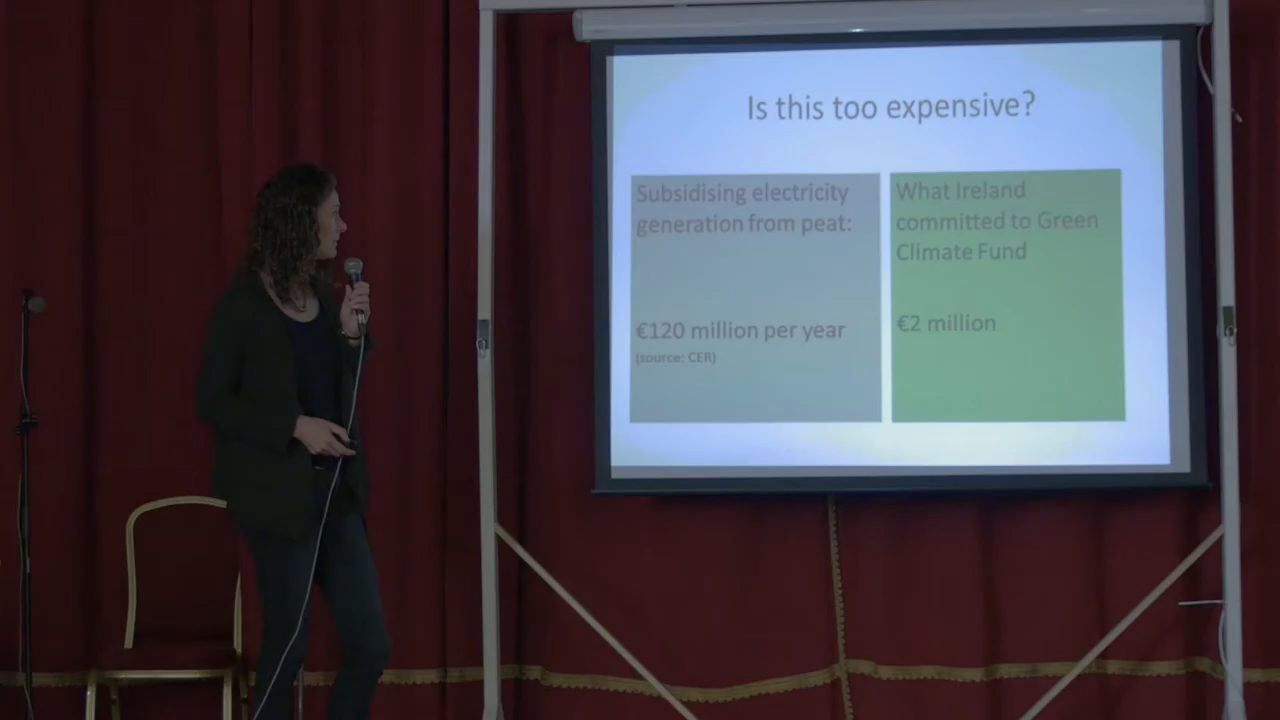 Is this too expensive?
Subsidising electricity
generation from peat:
€120 million per year
(source: CER)
What Ireland
committed to Green
Climate Fund
€2 million